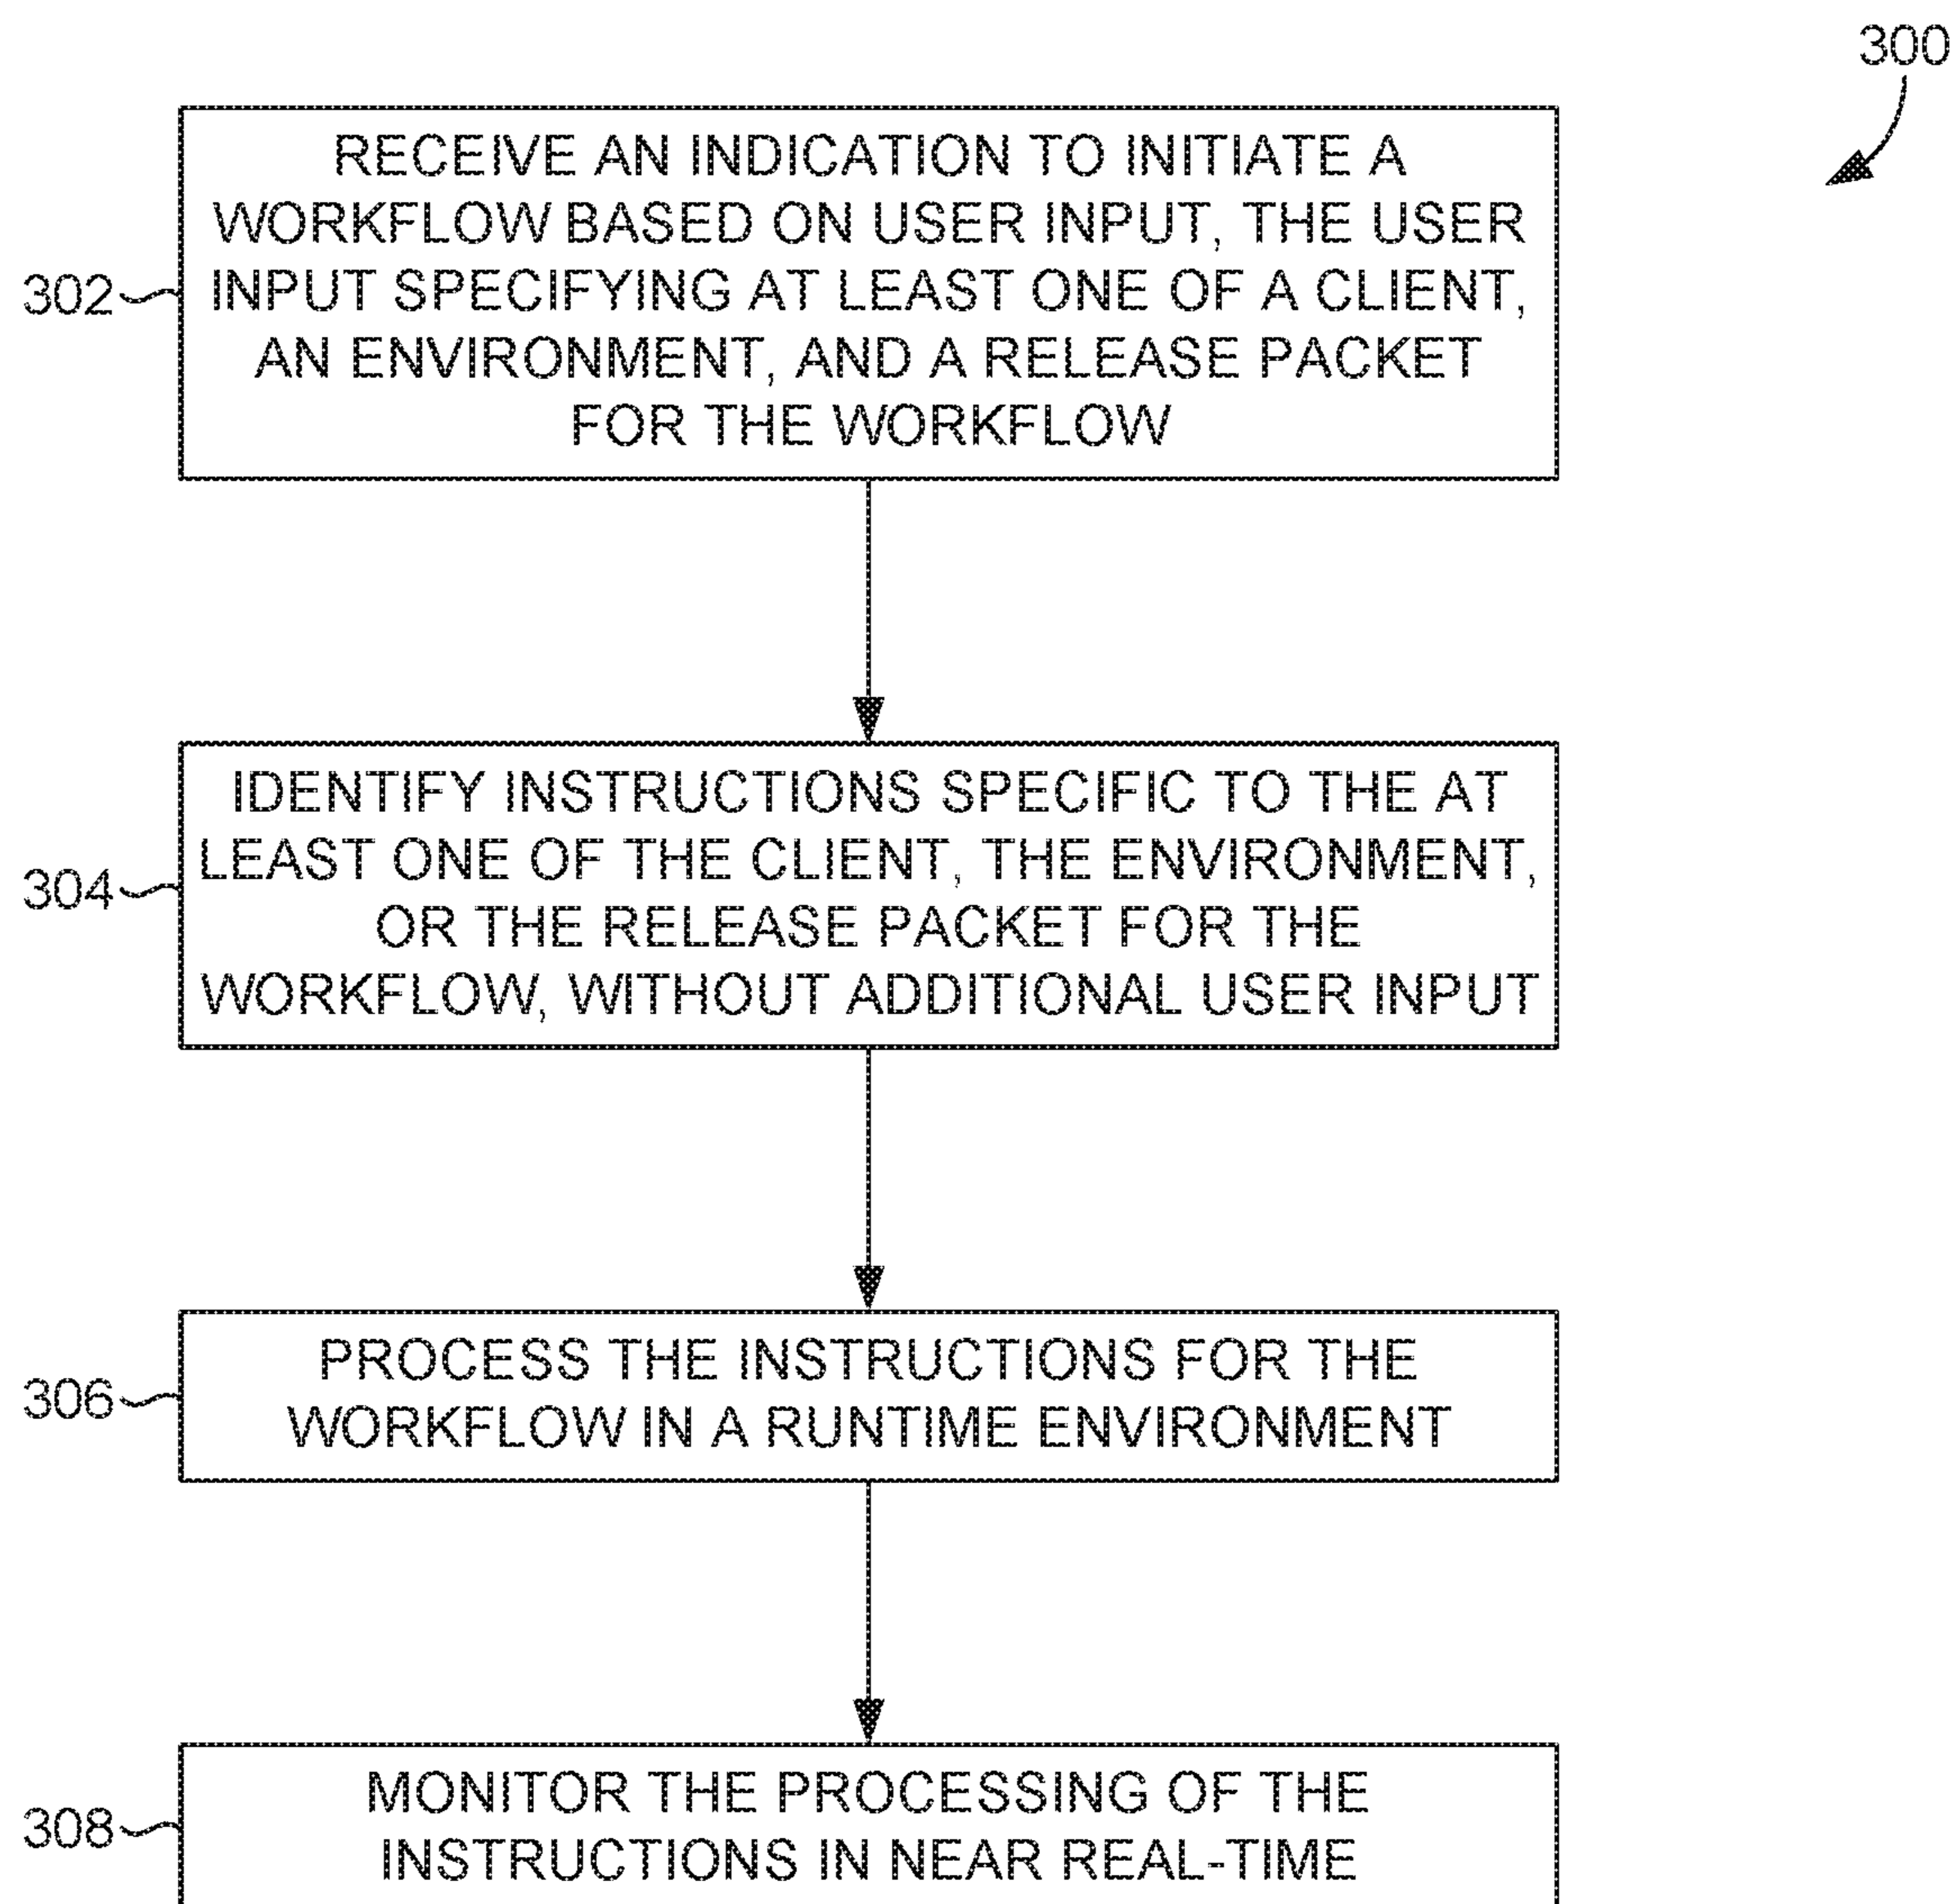 300
RECEIVE AN INDICATION TO INITIATE A
WORKFLOW BASED ON USER INPUT, THE USER
INPUT SPECIFYING AT LEAST ONE OF A CLIENT,
AN ENVIRONMENT, AND A RELEASE PACKET
FOR THE WORKFLOW
302
IDENTIFY INSTRUCTIONS SPECIFIC TO THE AT
LEAST ONE OF THE CLIENT, THE ENVIRONMENT,
OR THE RELEASE PACKET FOR THE
WORKFLOW, WITHOUT ADDITIONAL USER INPUT
304
PROCESS THE INSTRUCTIONS FOR THE
WORKFLOW IN A RUNTIME ENVIRONMENT
306
MONITOR THE PROCESSING OF THE
INSTRUCTIONS IN NEAR REAL-TIME
308